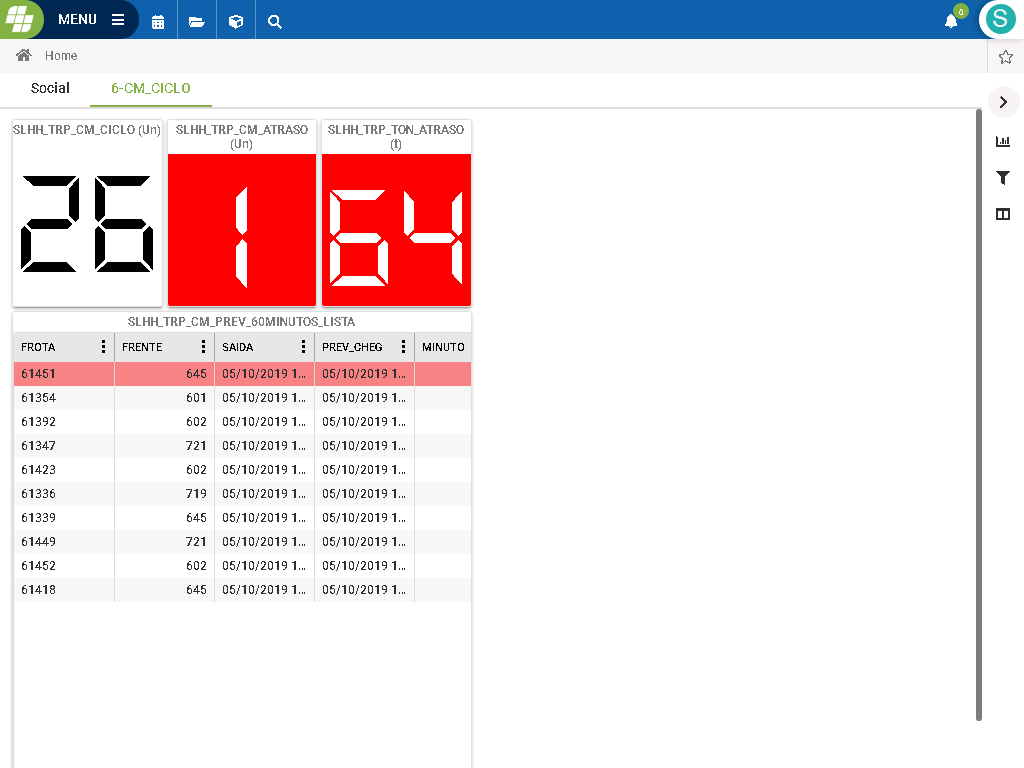 MENU
0
S
Home
Social
6-CM_CICLO
SLHH_TRP_CM_CICLO (Un)
26
SLHH_TRP_CM_ATRASO
(Un)
1
SLHH_TRP_TON_ATRASO
(t)
64
SLHH_TRP_CM_PREV_60MINUTOS_LISTA
FROTA FRENTE SAIDA PREV_CHEG MINUTO
61451 645 05/10/2019 1... 05/10/2019 1...
61354 601 05/10/2019 1... 05/10/2019 1...
61392 602 05/10/2019 1... 05/10/2019 1...
61347 721 05/10/2019 1... 05/10/2019 1...
61423 602 05/10/2019 1... 05/10/2019 1...
61336 719 05/10/2019 1... 05/10/2019 1...
61339 645 05/10/2019 1... 05/10/2019 1...
61449 721 05/10/2019 1... 05/10/2019 1...
61452 602 05/10/2019 1... 05/10/2019 1...
61418 645 05/10/2019 1... 05/10/2019 1...